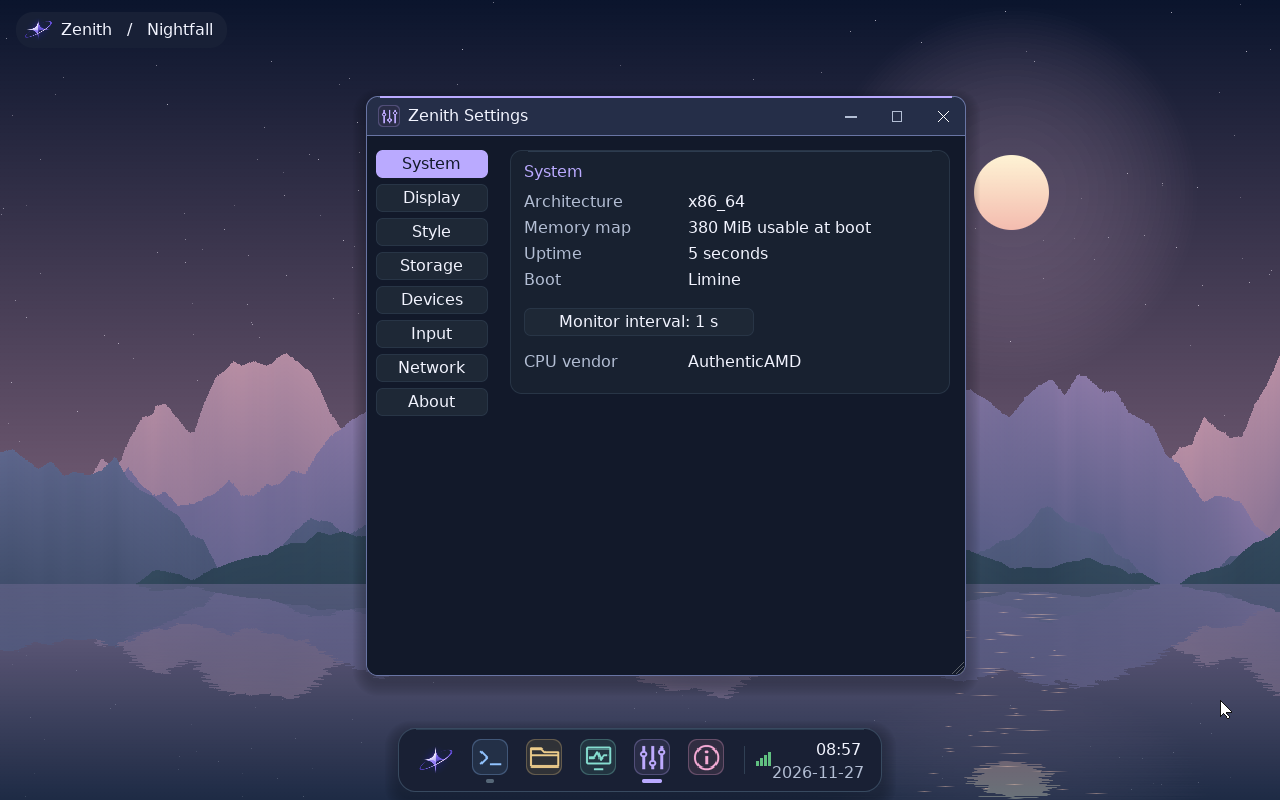 Zenith / Nightfall
Zenith Settings
System
Display
Style
Storage
Devices
Input
Network
About
System
Architecture x86_64
Memory map 380 MiB usable at boot
Uptime 5 seconds
Boot Limine
Monitor interval: 1 s
CPU vendor AuthenticAMD
08:57
2026-11-27